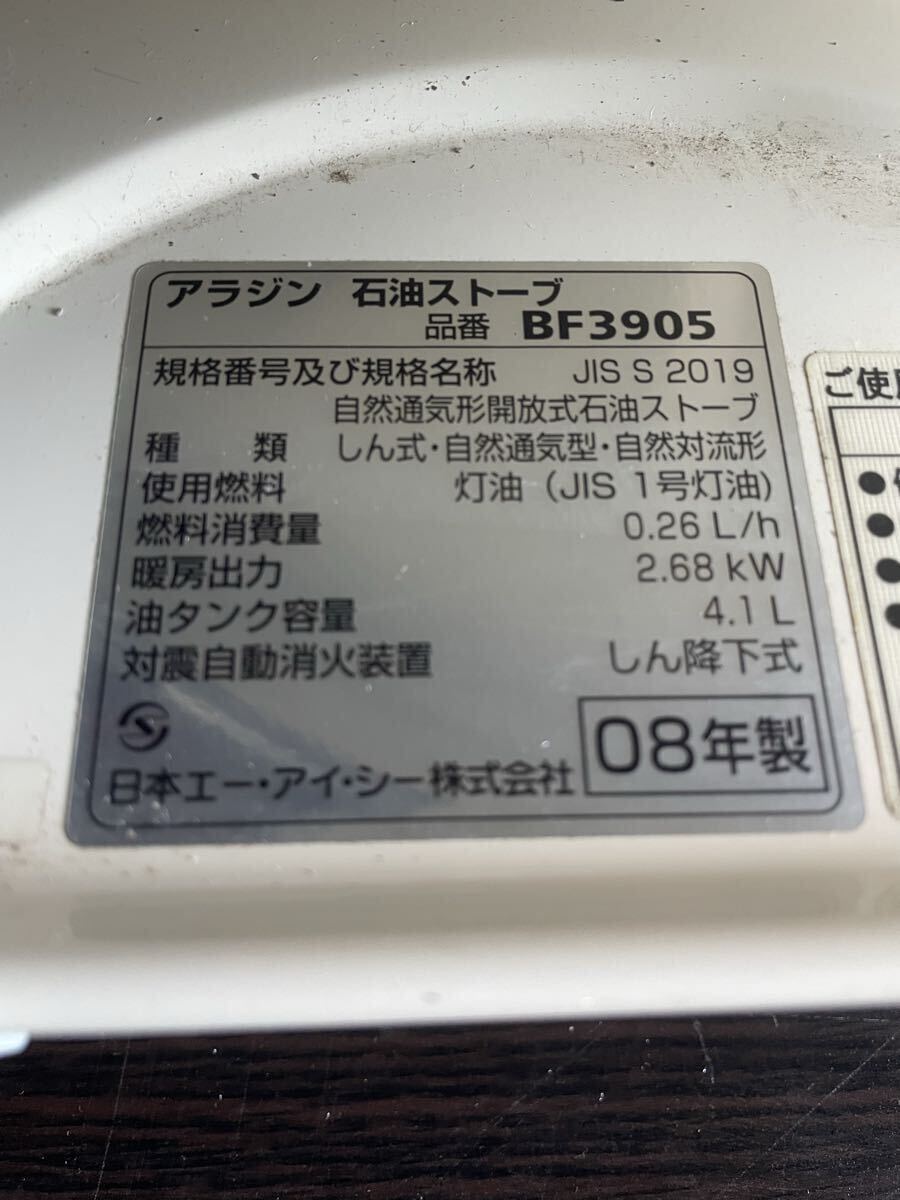 アラジン 石油ストーブ
品番 BF3905
規格番号及び規格名称 JIS S 2019
自然通気形開放式石油ストーブ
種類 しん式・自然通気型・自然対流形
使用燃料 灯油(JIS 1号灯油)
燃料消費量 0.26 L/h
暖房出力 2.68 kW
油タンク容量 4.1 L
対震自動消火装置 しん降下式
日本エー・アイ・シー株式会社 08年製
ご使